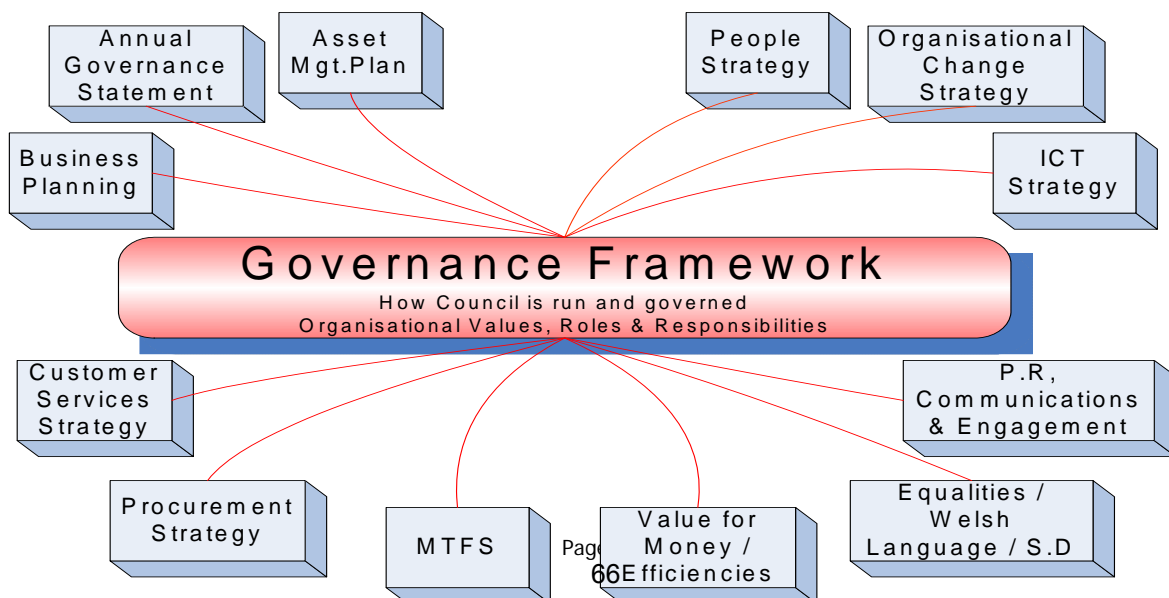 Annual
Governance
Statement
Asset
Mgt.Plan
People
Strategy
Organisational
Change
Strategy
Business
Planning
ICT
Strategy
Governance Framework
How Council is run and governed
Organisational Values, Roles & Responsibilities
Customer
Services
Strategy
P.R,
Communications
& Engagement
Procurement
Strategy
MTFS
Value for
Money /
Efficiencies
Equalities /
Welsh
Language / S.D
Page
66